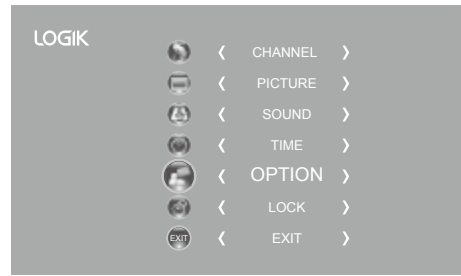 LOGIK
CHANNEL
PICTURE
SOUND
TIME
OPTION
LOCK
EXIT EXIT